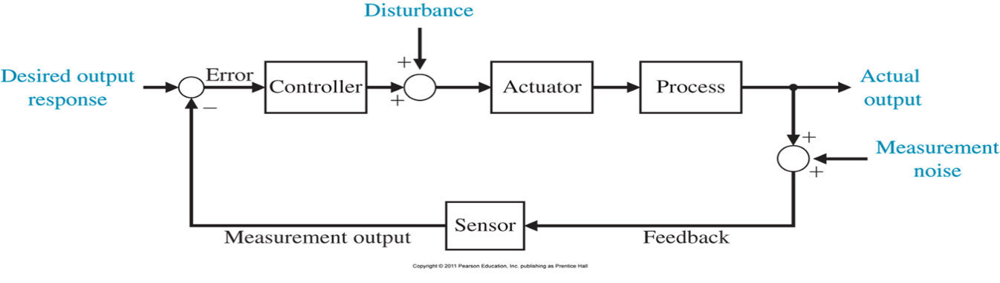 Disturbance
Desired output
response
Error
Controller
+
+
Actuator
Process
Actual
output
−
+
+
Measurement
noise
Sensor
Measurement output
Feedback
Copyright © 2011 Pearson Education, Inc. publishing as Prentice Hall